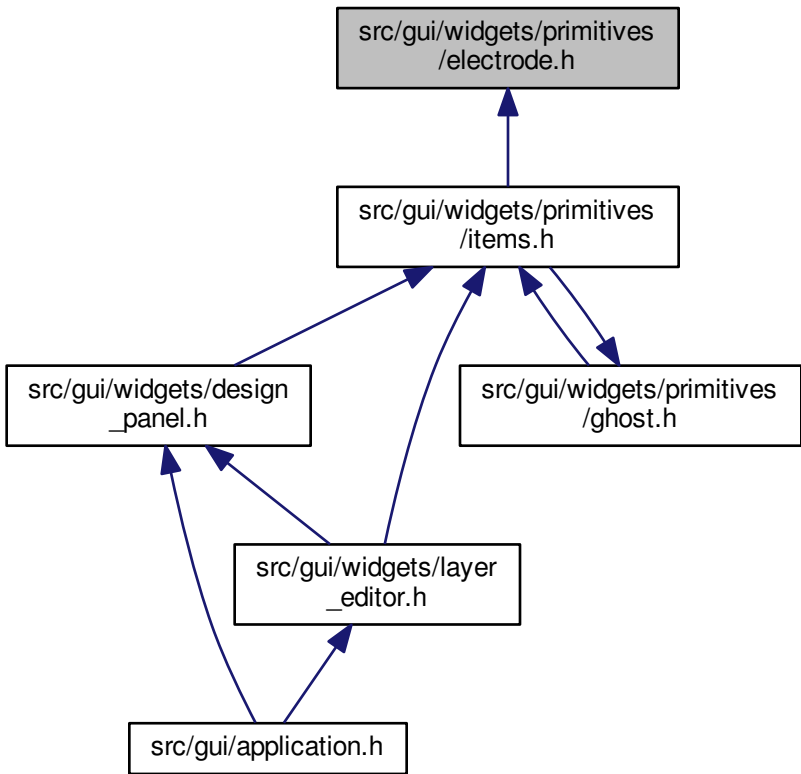 src/gui/widgets/primitives
/electrode.h
src/gui/widgets/primitives
/items.h
src/gui/widgets/design
_panel.h
src/gui/widgets/primitives
/ghost.h
src/gui/widgets/layer
_editor.h
src/gui/application.h